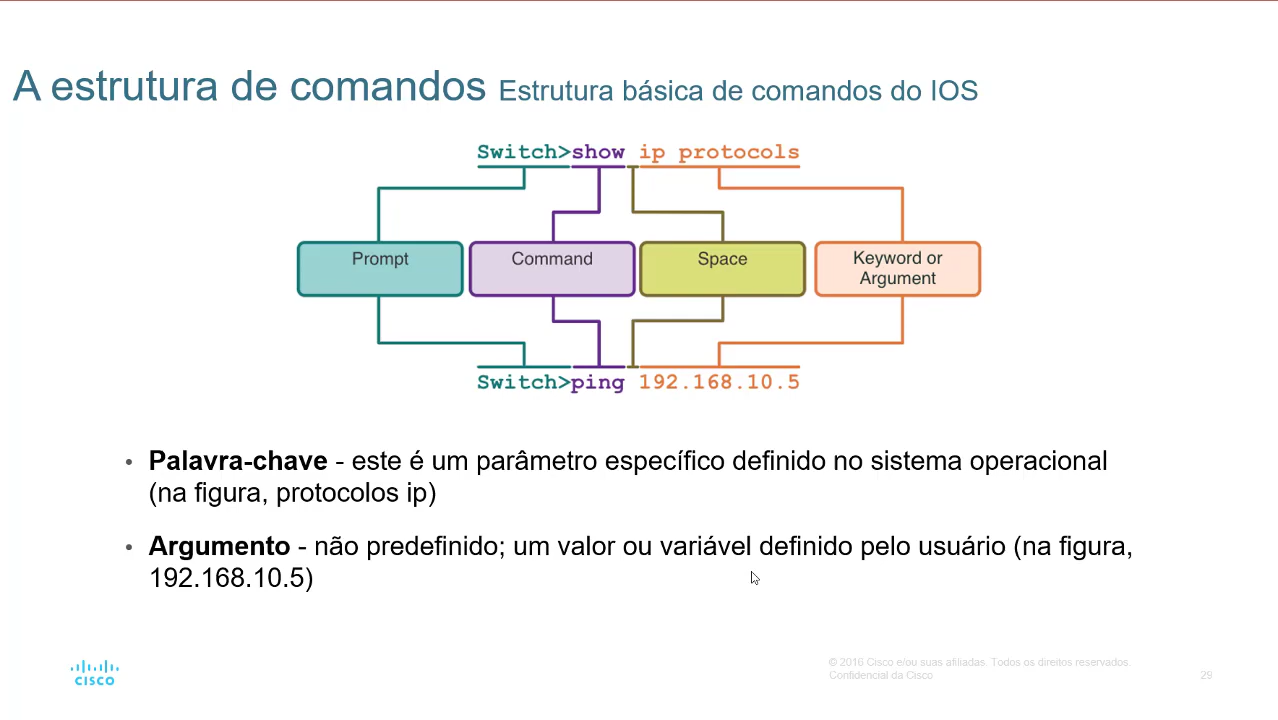 A estrutura de comandos Estrutura básica de comandos do IOS
Switch>show ip protocols
Prompt
Command
Space
Keyword or
Argument
Switch>ping 192.168.10.5
• Palavra-chave - este é um parâmetro específico definido no sistema operacional
(na figura, protocolos ip)
• Argumento - não predefinido; um valor ou variável definido pelo usuário (na figura,
192.168.10.5)
CISCO
© 2016 Cisco e/ou suas afiliadas. Todos os direitos reservados.
Confidencial da Cisco
29